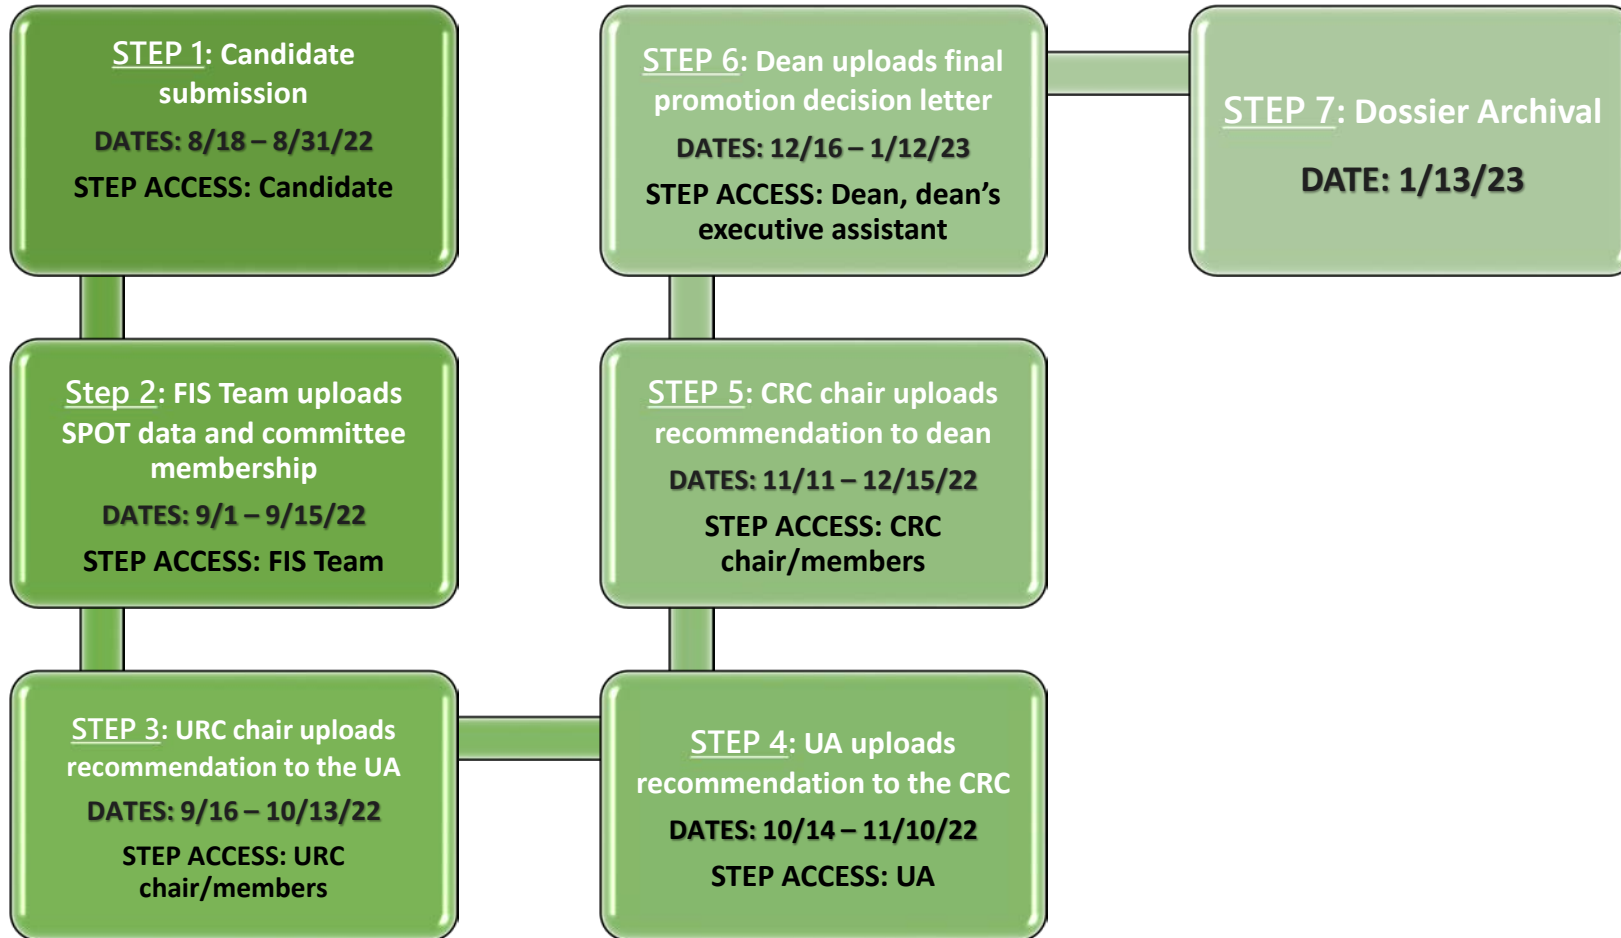 STEP 1: Candidate
submission
DATES: 8/18 – 8/31/22
STEP ACCESS: Candidate
Step 2: FIS Team uploads
SPOT data and committee
membership
DATES: 9/1 – 9/15/22
STEP ACCESS: FIS Team
STEP 3: URC chair uploads
recommendation to the UA
DATES: 9/16 – 10/13/22
STEP ACCESS: URC
chair/members
STEP 4: UA uploads
recommendation to the CRC
DATES: 10/14 – 11/10/22
STEP ACCESS: UA
STEP 5: CRC chair uploads
recommendation to dean
DATES: 11/11 – 12/15/22
STEP ACCESS: CRC
chair/members
STEP 6: Dean uploads final
promotion decision letter
DATES: 12/16 – 1/12/23
STEP ACCESS: Dean, dean’s
executive assistant
STEP 7: Dossier Archival
DATE: 1/13/23